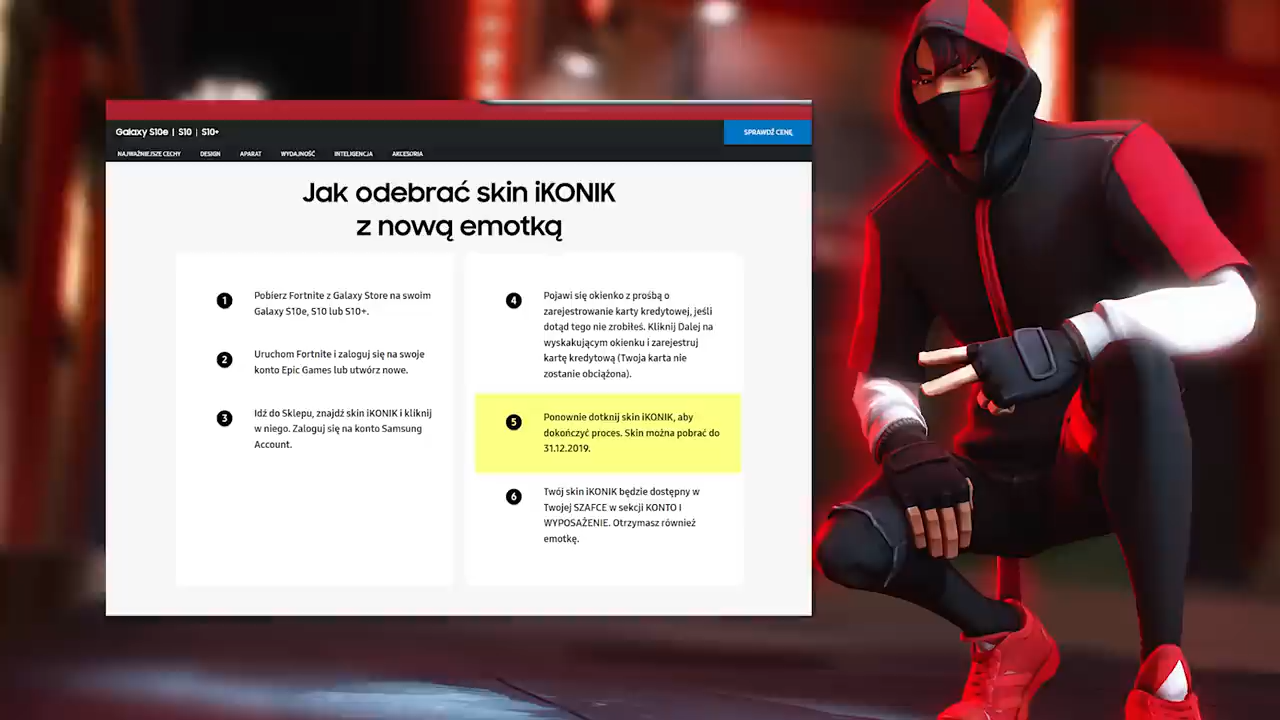 Galaxy S10e | S10 | S10+
SPRAWDŹ CENĘ
NAJWAŻNIEJSZE CECHY DESIGN APARAT WYDAJNOŚĆ INTELIGENCJA AKCESORIA
Jak odebrać skin iKONIK
z nową emotką
1 Pobierz Fortnite z Galaxy Store na swoim
Galaxy S10e, S10 lub S10+.
2 Uruchom Fortnite i zaloguj się na swoje
konto Epic Games lub utwórz nowe.
3 Idź do Sklepu, znajdź skin iKONIK i kliknij
w niego. Zaloguj się na konto Samsung
Account.
4 Pojawi się okienko z prośbą o
zarejestrowanie karty kredytowej, jeśli
dotąd tego nie zrobiłeś. Kliknij Dalej na
wyskakującym okienku i zarejestruj
kartę kredytową (Twoja karta nie
zostanie obciążona).
5 Ponownie dotknij skin iKONIK, aby
dokończyć proces. Skin można pobrać do
31.12.2019.
6 Twój skin iKONIK będzie dostępny w
Twojej SZAFCE w sekcji KONTO I
WYPOSAŻENIE. Otrzymasz również
emotkę.